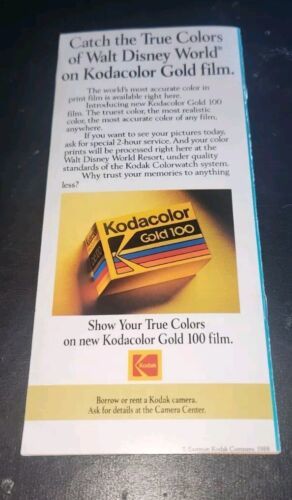 Catch the True Colors
of Walt Disney World®
on Kodacolor Gold film.
The world's most accurate color in
print film is available right here.
Introducing new Kodacolor Gold 100
film. The truest color, the most realistic
color, the most accurate color of any film,
anywhere.
If you want to see your pictures today,
ask for special 2-hour service. And your color
prints will be processed right here at the
Walt Disney World Resort, under quality
standards of the Kodak Colorwatch system.
Why trust your memories to anything
less?
Kodacolor
Gold 100
Show Your True Colors
on new Kodacolor Gold 100 film.
Kodak
Borrow or rent a Kodak camera.
Ask for details at the Camera Center.
© Eastman Kodak Company, 1988